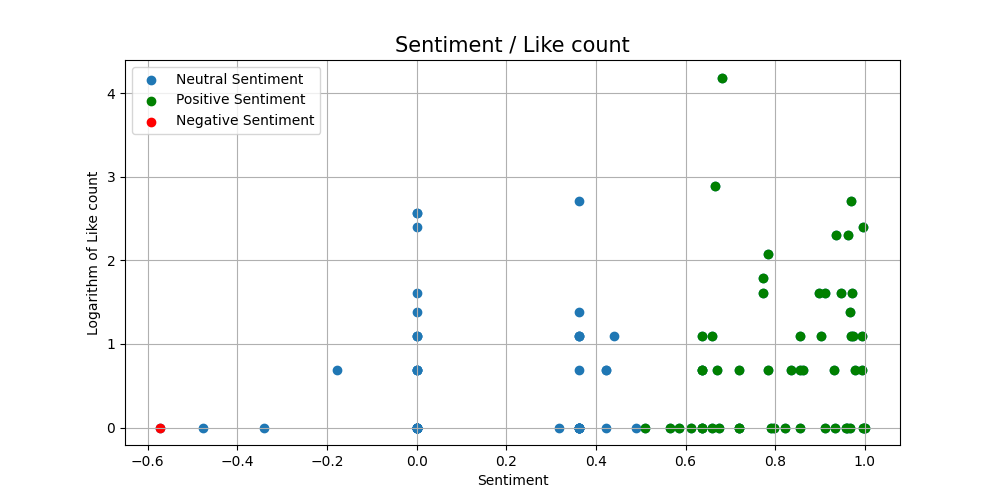 Sentiment / Like count
Neutral Sentiment
Positive Sentiment
Negative Sentiment
Logarithm of Like count
4
3
2
1
0
−0.6 −0.4 −0.2 0.0 0.2 0.4 0.6 0.8 1.0
Sentiment